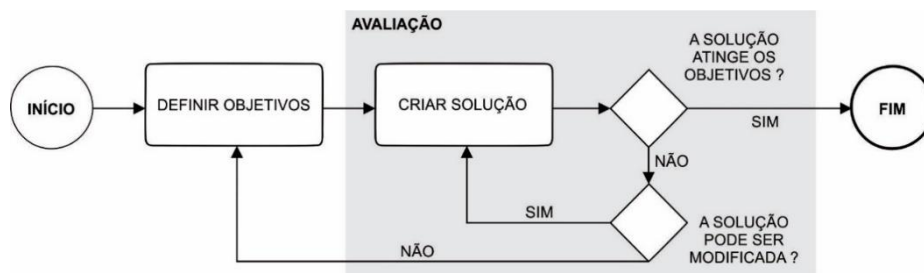 AVALIAÇÃO
A SOLUÇÃO
ATINGE OS
OBJETIVOS ?
INÍCIO
DEFINIR OBJETIVOS
CRIAR SOLUÇÃO
SIM
FIM
NÃO
SIM
A SOLUÇÃO
PODE SER
MODIFICADA ?
NÃO